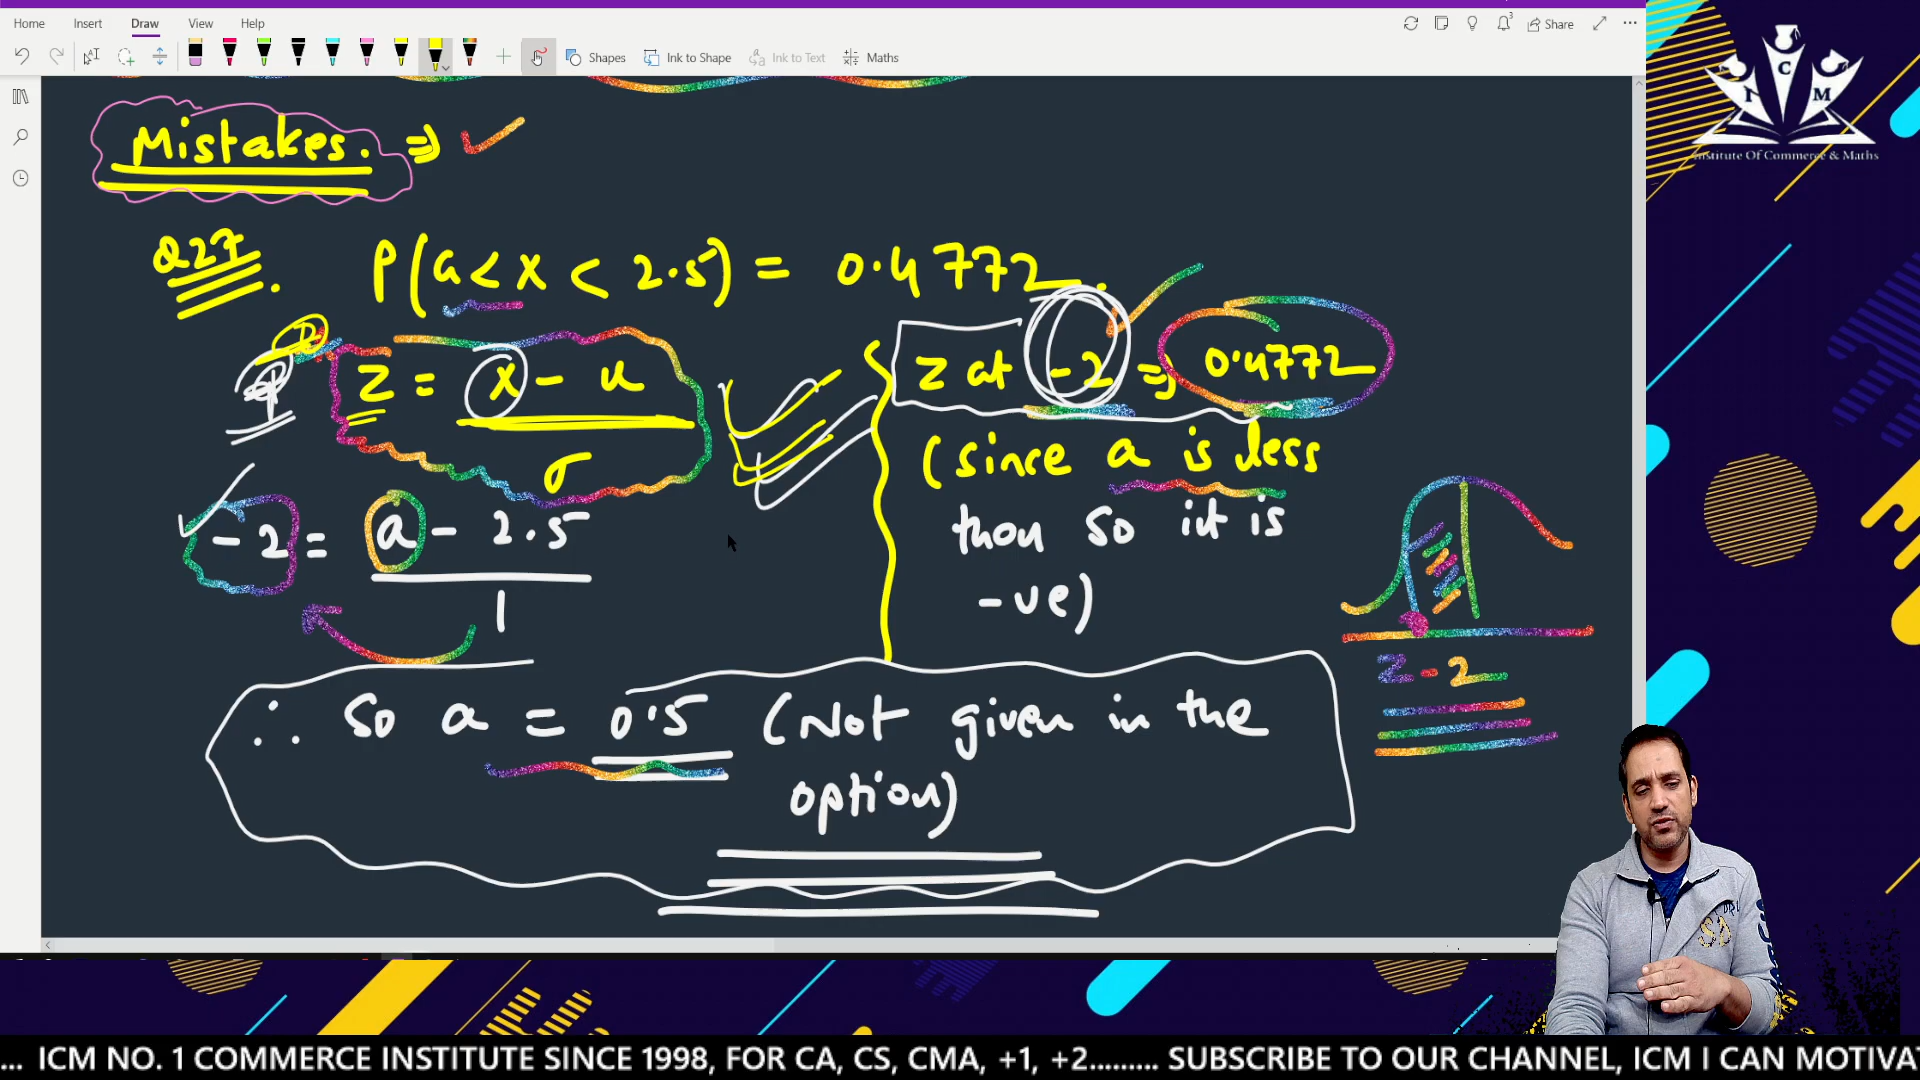 Home Insert Draw View Help
3 Share
Shapes Ink to Shape Ink to Text Maths
Mistakes. ⇒ ✓
Q27. P(a < x < 2.5) = 0.4772.
z = x - u / σ
z at -2 ⇒ 0.4772
(since a is less
than so it is
-ve)
-2 = a - 2.5 / 1
z - 2
∴ So a = 0.5 (Not given in the
option)
I C M
Institute Of Commerce & Maths
... ICM NO. 1 COMMERCE INSTITUTE SINCE 1998, FOR CA, CS, CMA, +1, +2......... SUBSCRIBE TO OUR CHANNEL, ICM I CAN MOTIVA